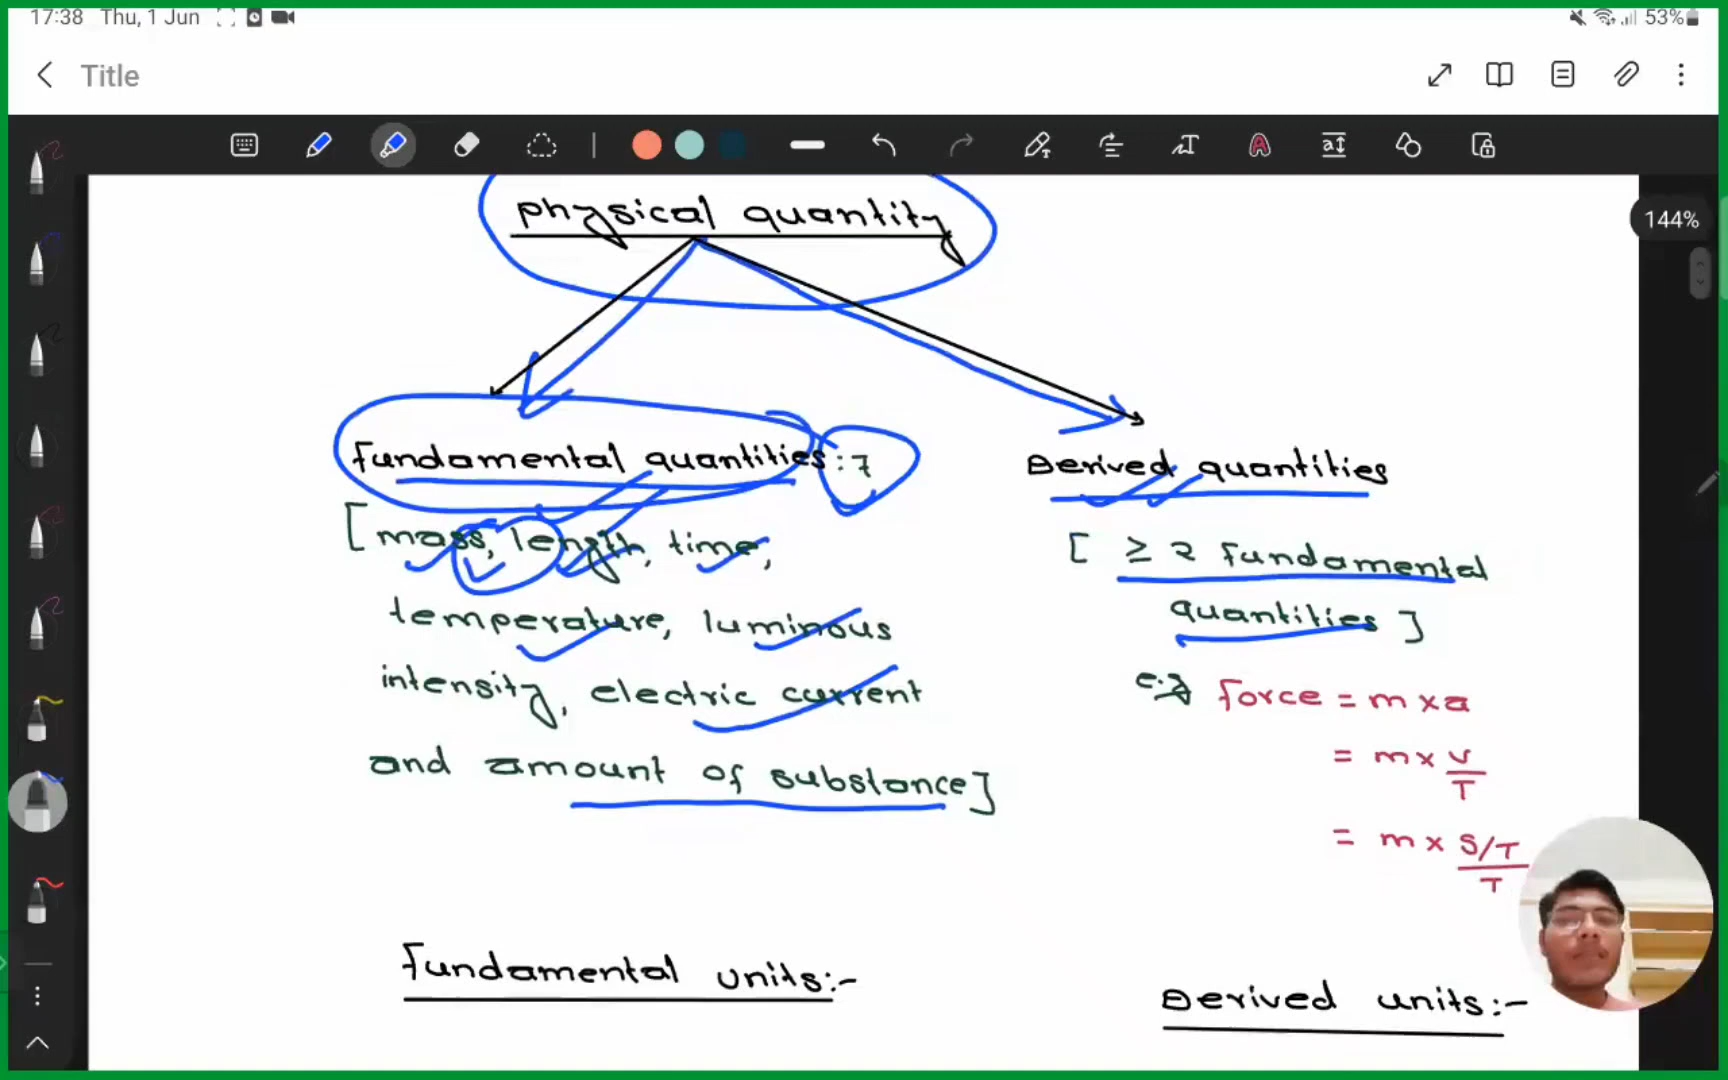 17:38 Thu, 1 Jun
53%
Title
144%
physical quantity
Fundamental quantities : 7
[mass, length, time,
temperature, luminous
intensity, electric current
and amount of substance]
Derived quantities
[ ≥ 2 fundamental
quantities ]
e.g force = m × a
= m × v/T
= m × S/T/T
Fundamental units:-
Derived units:-